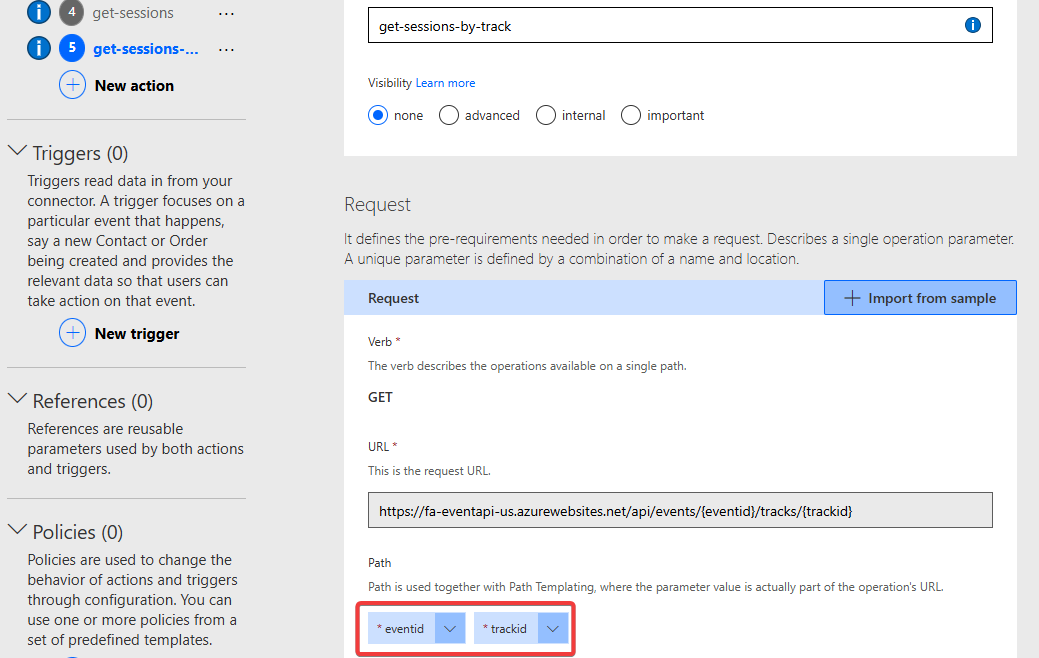 4 get-sessions ...
5 get-sessions-... ...
New action
Triggers (0)
Triggers read data in from your
connector. A trigger focuses on a
particular event that happens,
say a new Contact or Order
being created and provides the
relevant data so that users can
take action on that event.
New trigger
References (0)
References are reusable
parameters used by both actions
and triggers.
Policies (0)
Policies are used to change the
behavior of actions and triggers
through configuration. You can
use one or more policies from a
set of predefined templates.
get-sessions-by-track
Visibility Learn more
none advanced internal important
Request
It defines the pre-requirements needed in order to make a request. Describes a single operation parameter.
A unique parameter is defined by a combination of a name and location.
Request
Import from sample
Verb *
The verb describes the operations available on a single path.
GET
URL *
This is the request URL.
https://fa-eventapi-us.azurewebsites.net/api/events/{eventid}/tracks/{trackid}
Path
Path is used together with Path Templating, where the parameter value is actually part of the operation's URL.
* eventid * trackid